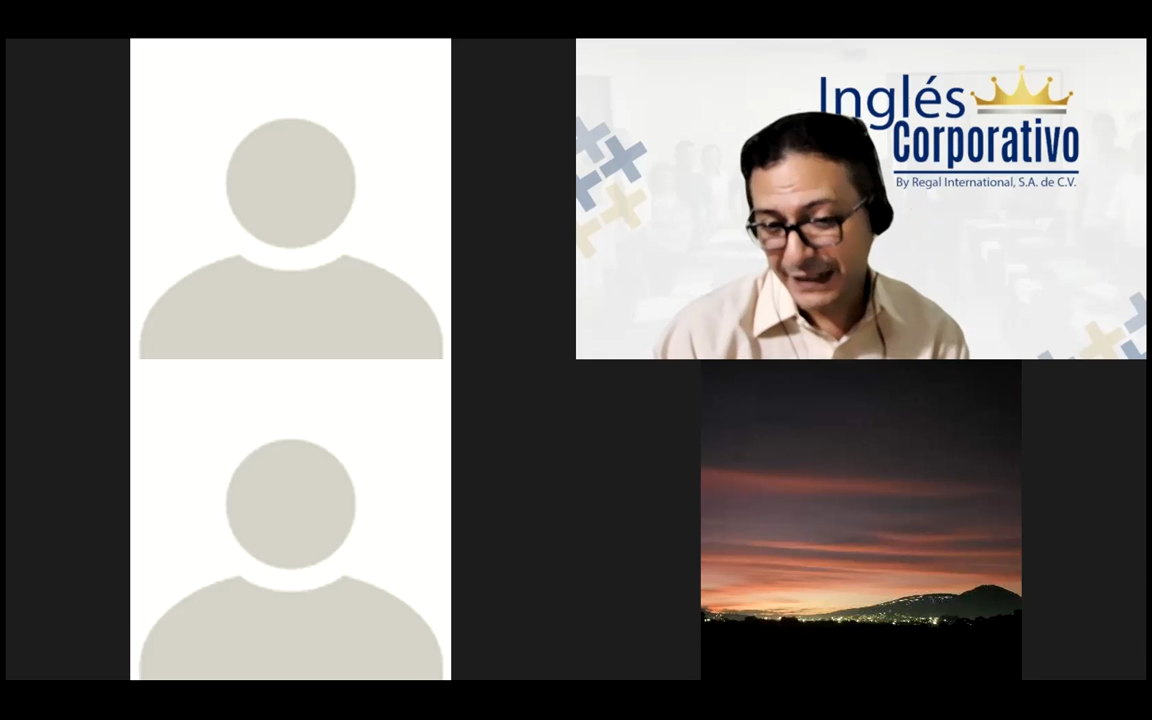 Inglés
Corporativo
By Regal International, S.A. de C.V.